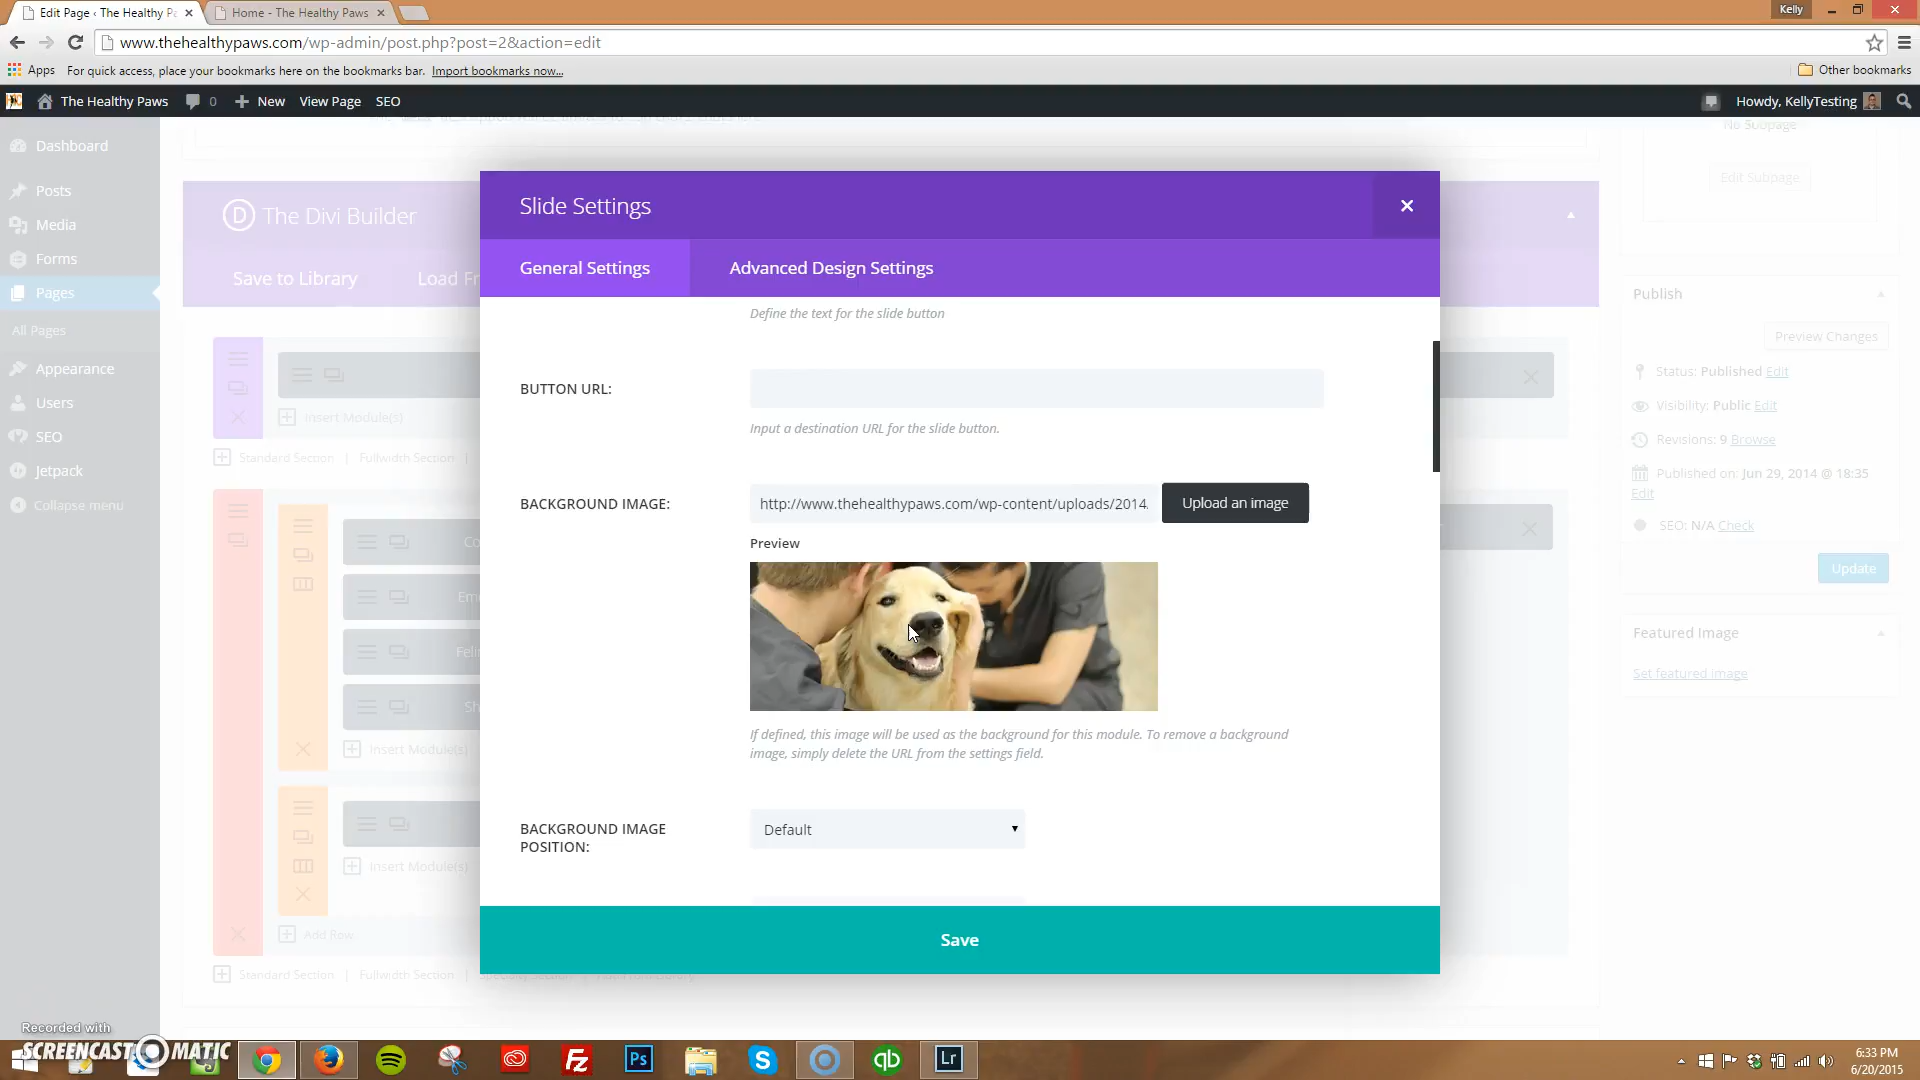 Edit Page ‹ The Healthy P
Home - The Healthy Paws
Kelly
www.thehealthypaws.com/wp-admin/post.php?post=2&action=edit
Apps
For quick access, place your bookmarks here on the bookmarks bar.
Import bookmarks now...
Other bookmarks
The Healthy Paws
0
New
View Page
SEO
Howdy, KellyTesting
Dashboard
Posts
Media
Forms
Pages
All Pages
Appearance
Users
SEO
Jetpack
Collapse menu
The Divi Builder
Save to Library
Load Fr
Insert Module(s)
Standard Section | Fullwidth Section |
Co
Em
Feli
Sh
Insert Module(s)
Insert Module(s)
Add Row
Standard Section | Fullwidth Section |
Slide Settings
General Settings
Advanced Design Settings
Define the text for the slide button
BUTTON URL:
Input a destination URL for the slide button.
BACKGROUND IMAGE:
http://www.thehealthypaws.com/wp-content/uploads/2014.
Upload an image
Preview
If defined, this image will be used as the background for this module. To remove a background
image, simply delete the URL from the settings field.
BACKGROUND IMAGE
POSITION:
Default
Save
No Subpage
Edit Subpage
Publish
Preview Changes
Status: Published Edit
Visibility: Public Edit
Revisions: 9 Browse
Published on: Jun 29, 2014 @ 18:35
Edit
SEO: N/A Check
Update
Featured Image
Set featured image
Recorded with
SCREENCAST-O-MATIC
Ps
Lr
qb
Fz
6:33 PM
6/20/2015